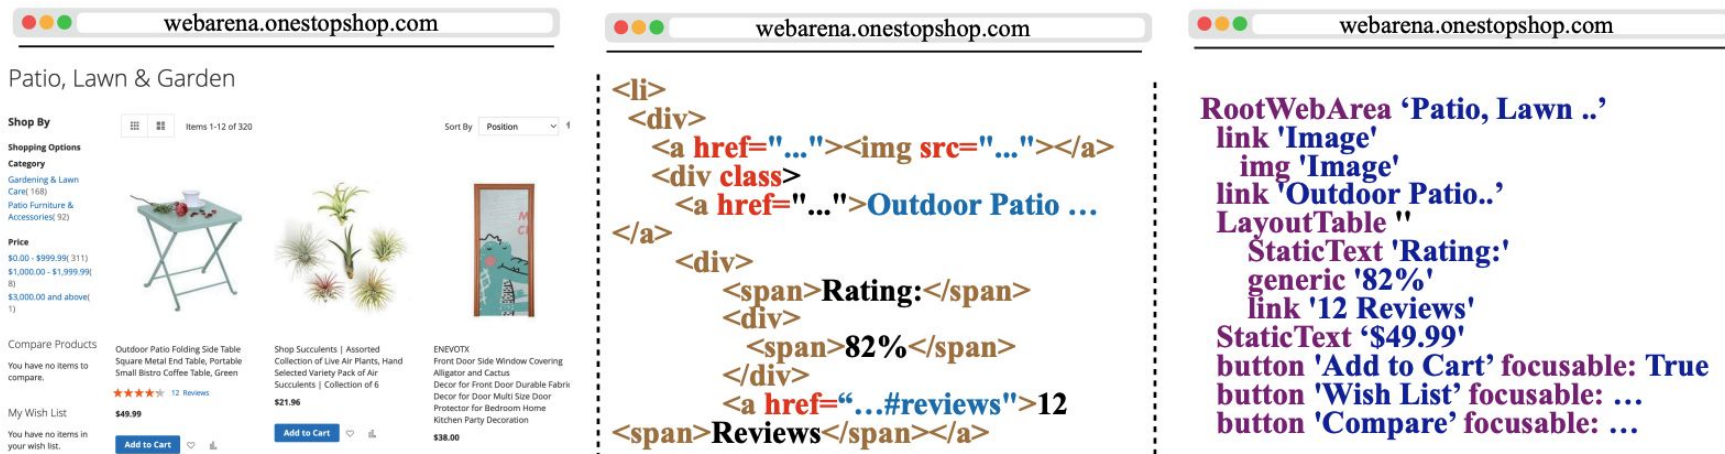 webarena.onestopshop.com
Patio, Lawn & Garden
Shop By
Items 1-12 of 320
Sort By Position
Shopping Options
Category
Gardening & Lawn
Care( 168)
Patio Furniture &
Accessories( 92)
Price
$0.00 - $999.99( 311)
$1,000.00 - $1,999.99(
8)
$3,000.00 and above(
1)
Compare Products
You have no items to
compare.
My Wish List
You have no items in
your wish list.
Outdoor Patio Folding Side Table
Square Metal End Table, Portable
Small Bistro Coffee Table, Green
12 Reviews
$49.99
Add to Cart
Shop Succulents | Assorted
Collection of Live Air Plants, Hand
Selected Variety Pack of Air
Succulents | Collection of 6
$21.96
Add to Cart
ENEVOTX
Front Door Side Window Covering
Alligator and Cactus
Decor for Front Door Durable Fabric
Decor for Door Multi Size Door
Protector for Bedroom Home
Kitchen Party Decoration
$38.00
webarena.onestopshop.com
<li>
<div>
<a href="..."><img src="..."></a>
<div class>
<a href="...">Outdoor Patio ...
</a>
<div>
<span>Rating:</span>
<div>
<span>82%</span>
</div>
<a href=“...#reviews">12
<span>Reviews</span></a>
webarena.onestopshop.com
RootWebArea ‘Patio, Lawn ..’
link 'Image'
img 'Image'
link 'Outdoor Patio..’
LayoutTable ''
StaticText 'Rating:'
generic '82%'
link '12 Reviews'
StaticText ‘$49.99'
button 'Add to Cart’ focusable: True
button 'Wish List’ focusable: ...
button 'Compare’ focusable: ...